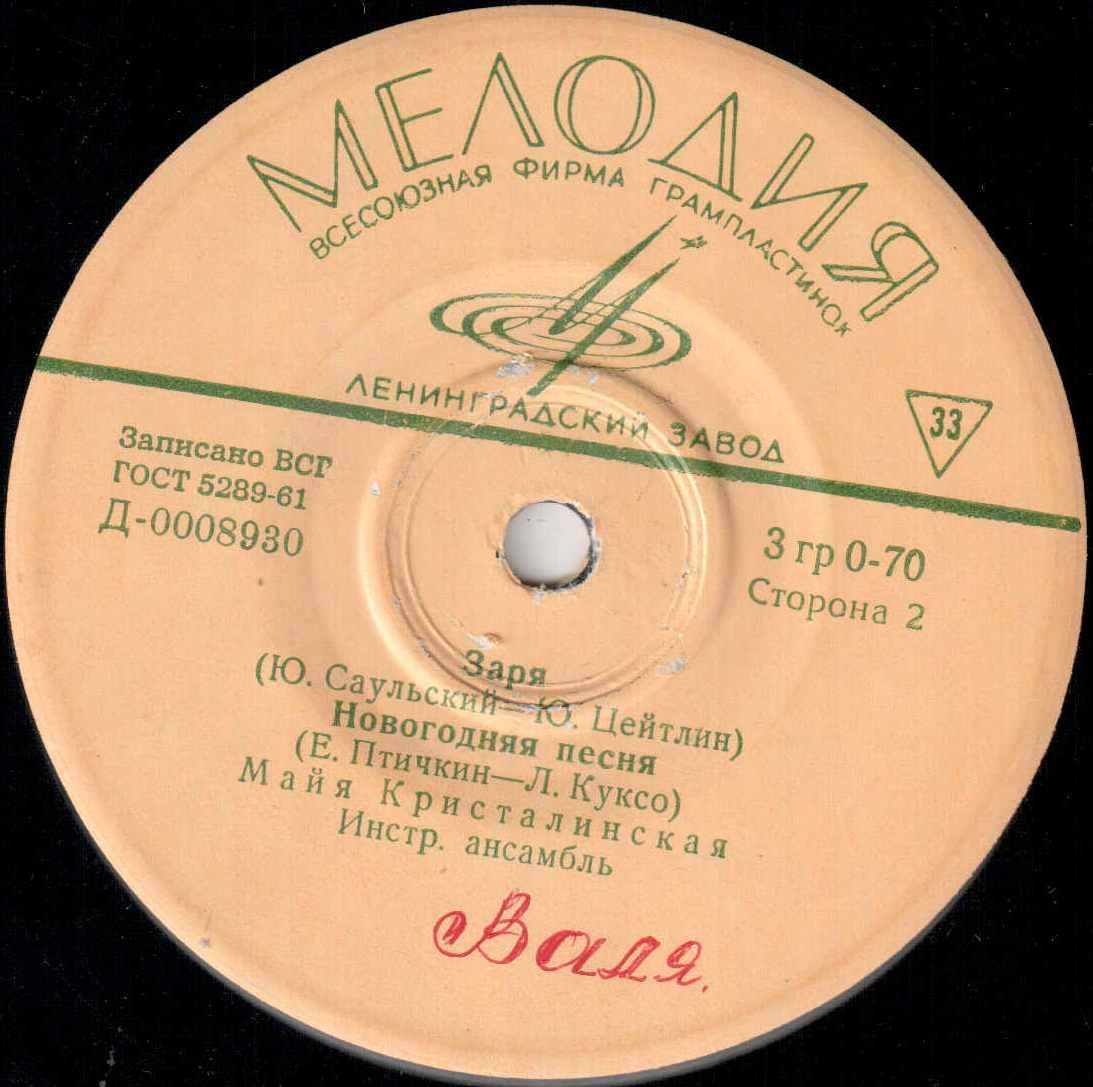 МЕЛОДИЯ
ВСЕСОЮЗНАЯ ФИРМА ГРАМПЛАСТИНОК
ЛЕНИНГРАДСКИЙ ЗАВОД
33
Записано ВСГ
ГОСТ 5289-61
Д-0008930
3 гр 0-70
Сторона 2
Заря
(Ю. Саульский—Ю. Цейтлин)
Новогодняя песня
(Е. Птичкин—Л. Куксо)
Майя Кристалинская
Инстр. ансамбль
Валя.